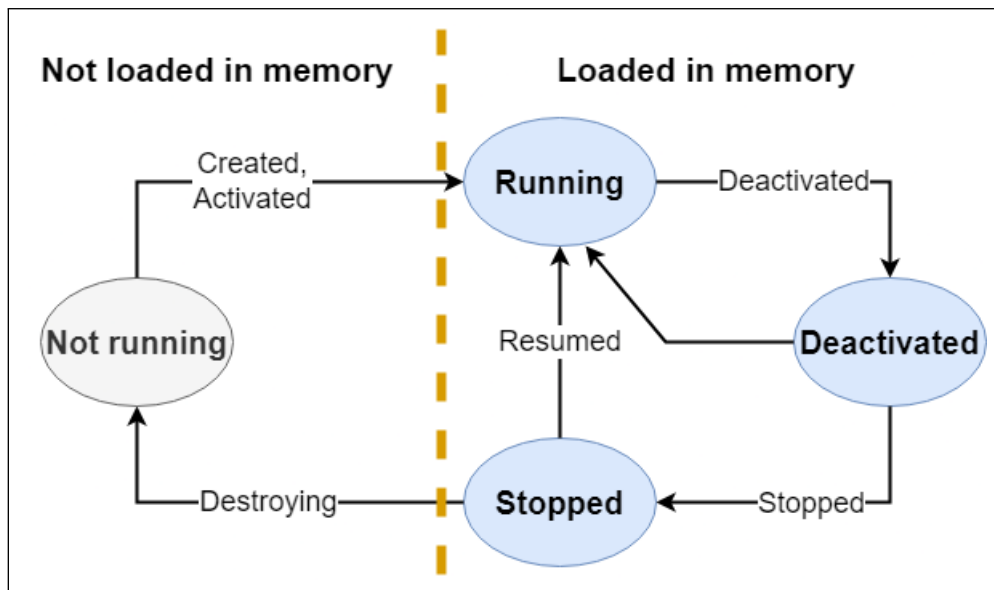 Not loaded in memory
Loaded in memory
Created,
Activated
Running
Deactivated
Not running
Resumed
Deactivated
Destroying
Stopped
Stopped